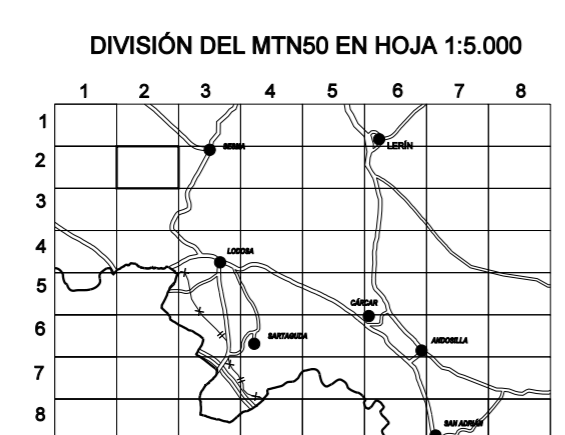 DIVISIÓN DEL MTN50 EN HOJA 1:5.000
1 2 3 4 5 6 7 8
1
LERÍN
2
SESMA
3
4
LODOSA
5
CÁRCAR
6
SARTAGUDA
ANDOSILLA
7
8
SAN ADRIÁN